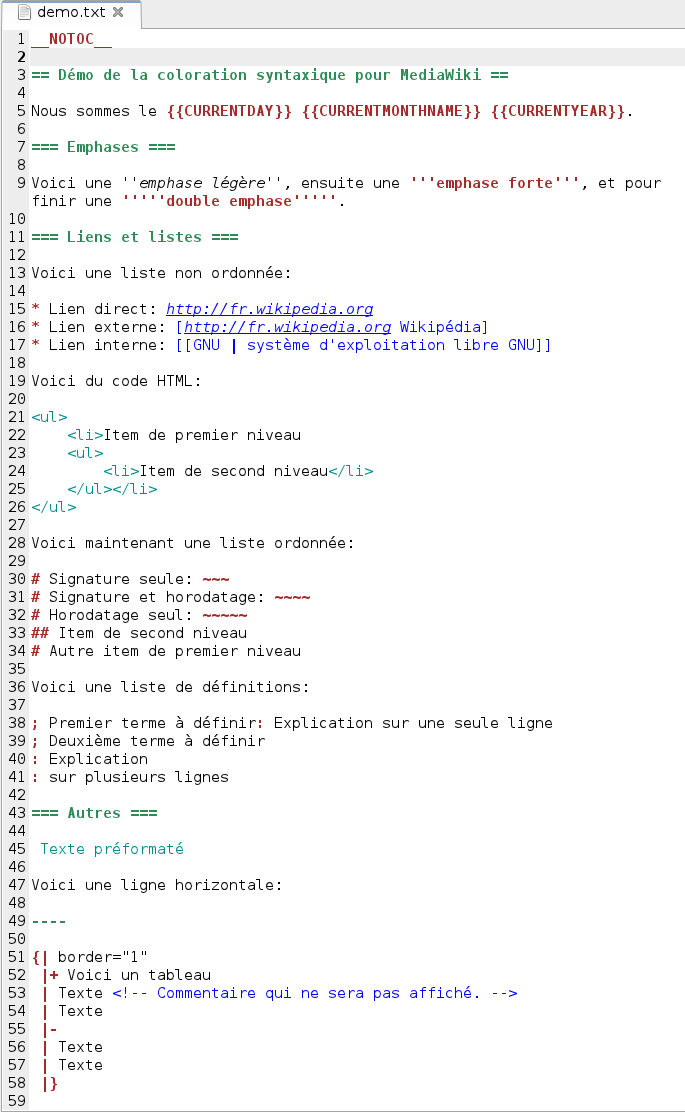 demo.txt
1 __NOTOC__
2
3 == Démo de la coloration syntaxique pour MediaWiki ==
4
5 Nous sommes le {{CURRENTDAY}} {{CURRENTMONTHNAME}} {{CURRENTYEAR}}.
6
7 === Emphases ===
8
9 Voici une ''emphase légère'', ensuite une '''emphase forte''', et pour
finir une '''''double emphase'''''.
10
11 === Liens et listes ===
12
13 Voici une liste non ordonnée:
14
15 * Lien direct: http://fr.wikipedia.org
16 * Lien externe: [http://fr.wikipedia.org Wikipédia]
17 * Lien interne: [[GNU | système d'exploitation libre GNU]]
18
19 Voici du code HTML:
20
21 <ul>
22     <li>Item de premier niveau
23     <ul>
24         <li>Item de second niveau</li>
25     </ul></li>
26 </ul>
27
28 Voici maintenant une liste ordonnée:
29
30 # Signature seule: ~~~
31 # Signature et horodatage: ~~~~
32 # Horodatage seul: ~~~~~
33 ## Item de second niveau
34 # Autre item de premier niveau
35
36 Voici une liste de définitions:
37
38 ; Premier terme à définir: Explication sur une seule ligne
39 ; Deuxième terme à définir
40 : Explication
41 : sur plusieurs lignes
42
43 === Autres ===
44
45  Texte préformaté
46
47 Voici une ligne horizontale:
48
49 ----
50
51 {| border="1"
52  |+ Voici un tableau
53  | Texte <!-- Commentaire qui ne sera pas affiché. -->
54  | Texte
55  |-
56  | Texte
57  | Texte
58  |}
59